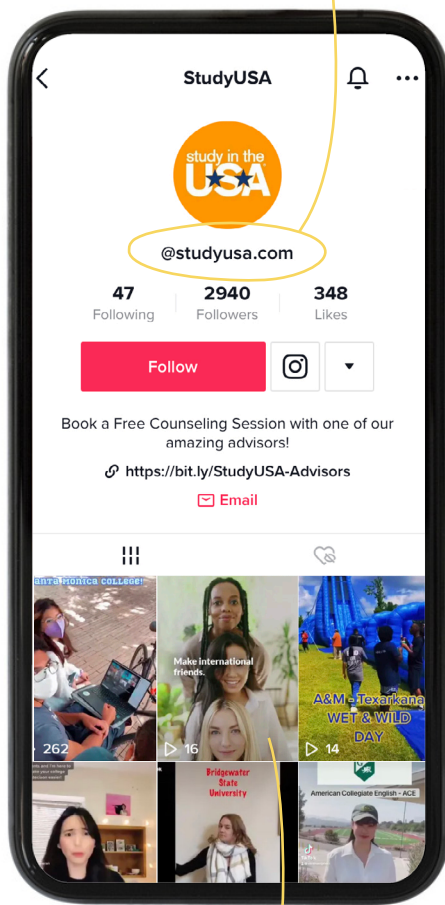 StudyUSA
study in the
USA
@studyusa.com
47 2940 348
Following Followers Likes
Follow
Book a Free Counseling Session with one of our
amazing advisors!
https://bit.ly/StudyUSA-Advisors
Email
anta Monica College!
Make international
friends.
A&M - Texarkana
WET & WILD
DAY
262
16
14
Bridgewater
State
University
American Collegiate English - ACE